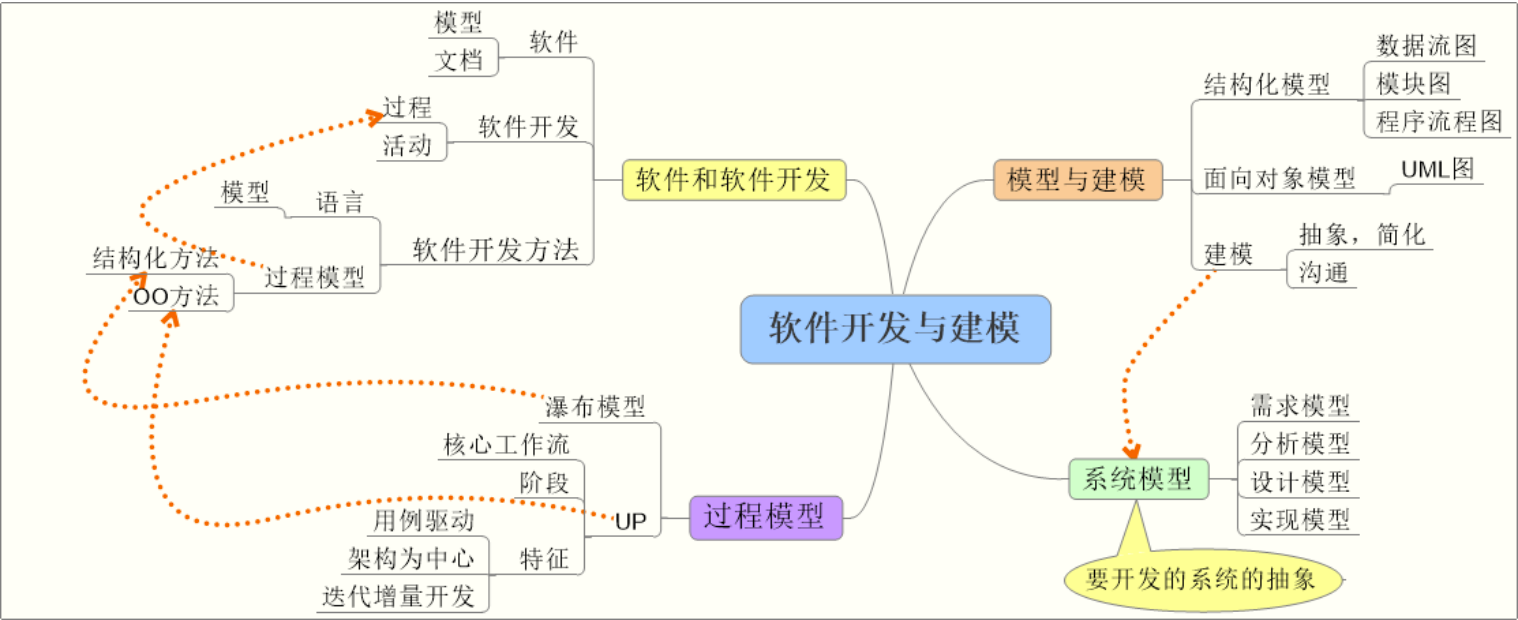 软件开发与建模
软件和软件开发
软件
模型
文档
软件开发
过程
活动
软件开发方法
语言
模型
过程模型
结构化方法
OO方法
模型与建模
结构化模型
数据流图
模块图
程序流程图
面向对象模型
UML图
建模
抽象，简化
沟通
过程模型
瀑布模型
UP
核心工作流
阶段
特征
用例驱动
架构为中心
迭代增量开发
系统模型
需求模型
分析模型
设计模型
实现模型
要开发的系统的抽象